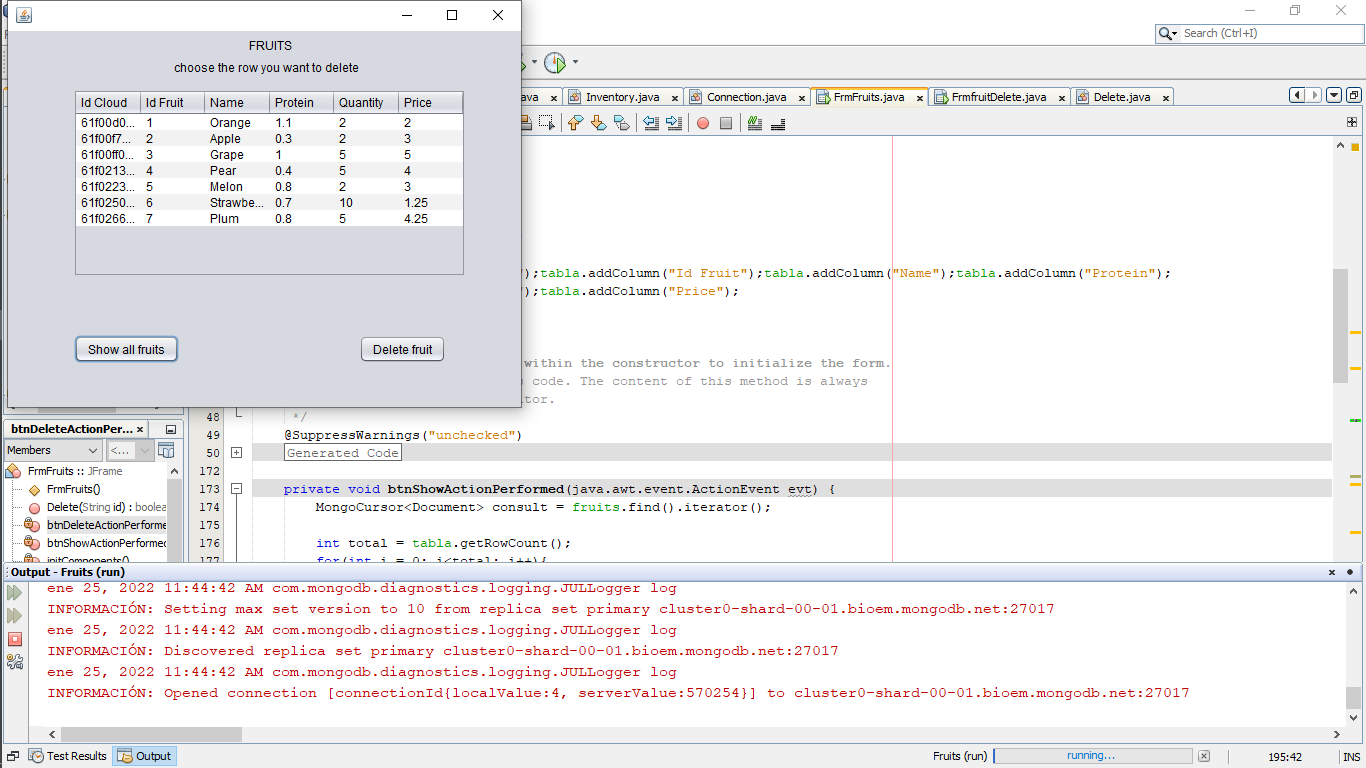 FRUITS
choose the row you want to delete
Id Cloud Id Fruit Name Protein Quantity Price
61f00d0... 1 Orange 1.1 2 2
61f00f7... 2 Apple 0.3 2 3
61f00ff0... 3 Grape 1 5 5
61f0213... 4 Pear 0.4 5 4
61f0223... 5 Melon 0.8 2 3
61f0250... 6 Strawbe... 0.7 10 1.25
61f0266... 7 Plum 0.8 5 4.25
Show all fruits Delete fruit
Search (Ctrl+I)
ava Inventory.java Connection.java FrmFruits.java FrmfruitDelete.java Delete.java
");tabla.addColumn("Id Fruit");tabla.addColumn("Name");tabla.addColumn("Protein");
");tabla.addColumn("Price");
within the constructor to initialize the form.
code. The content of this method is always
tor.
48 */
49 @SuppressWarnings("unchecked")
50 Generated Code
172
173 private void btnShowActionPerformed(java.awt.event.ActionEvent evt) {
174 MongoCursor<Document> consult = fruits.find().iterator();
175
176 int total = tabla.getRowCount();
177 for(int i = 0; i<total; i++){
btnDeleteActionPer...
Members <...
FrmFruits :: JFrame
FrmFruits()
Delete(String id) : boolea
btnDeleteActionPerforme
btnShowActionPerformed
initComponents()
Output - Fruits (run)
ene 25, 2022 11:44:42 AM com.mongodb.diagnostics.logging.JULLogger log
INFORMACIÓN: Setting max set version to 10 from replica set primary cluster0-shard-00-01.bioem.mongodb.net:27017
ene 25, 2022 11:44:42 AM com.mongodb.diagnostics.logging.JULLogger log
INFORMACIÓN: Discovered replica set primary cluster0-shard-00-01.bioem.mongodb.net:27017
ene 25, 2022 11:44:42 AM com.mongodb.diagnostics.logging.JULLogger log
INFORMACIÓN: Opened connection [connectionId{localValue:4, serverValue:570254}] to cluster0-shard-00-01.bioem.mongodb.net:27017
Test Results Output Fruits (run) running... 195:42 INS